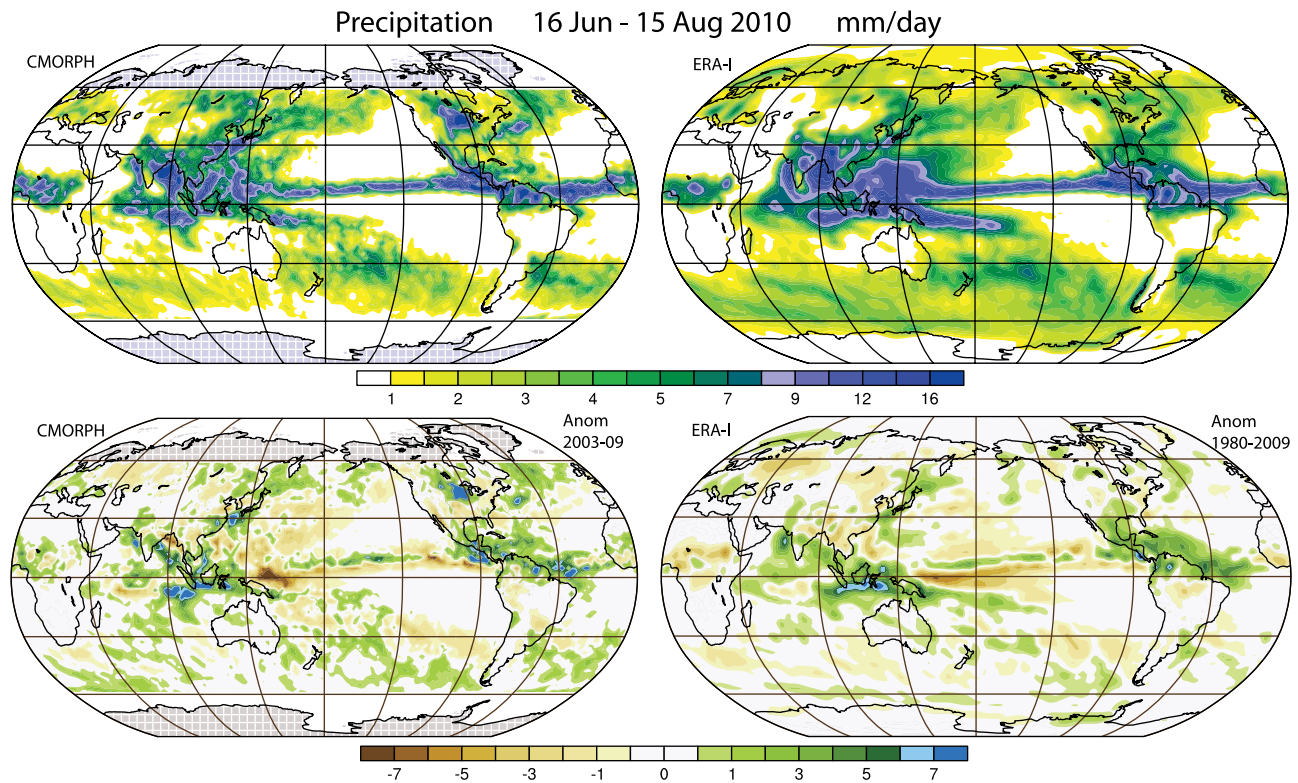 Precipitation 16 Jun - 15 Aug 2010 mm/day
CMORPH
ERA-I
1 2 3 4 5 7 9 12 16
CMORPH
Anom
2003-09
ERA-I
Anom
1980-2009
-7 -5 -3 -1 0 1 3 5 7